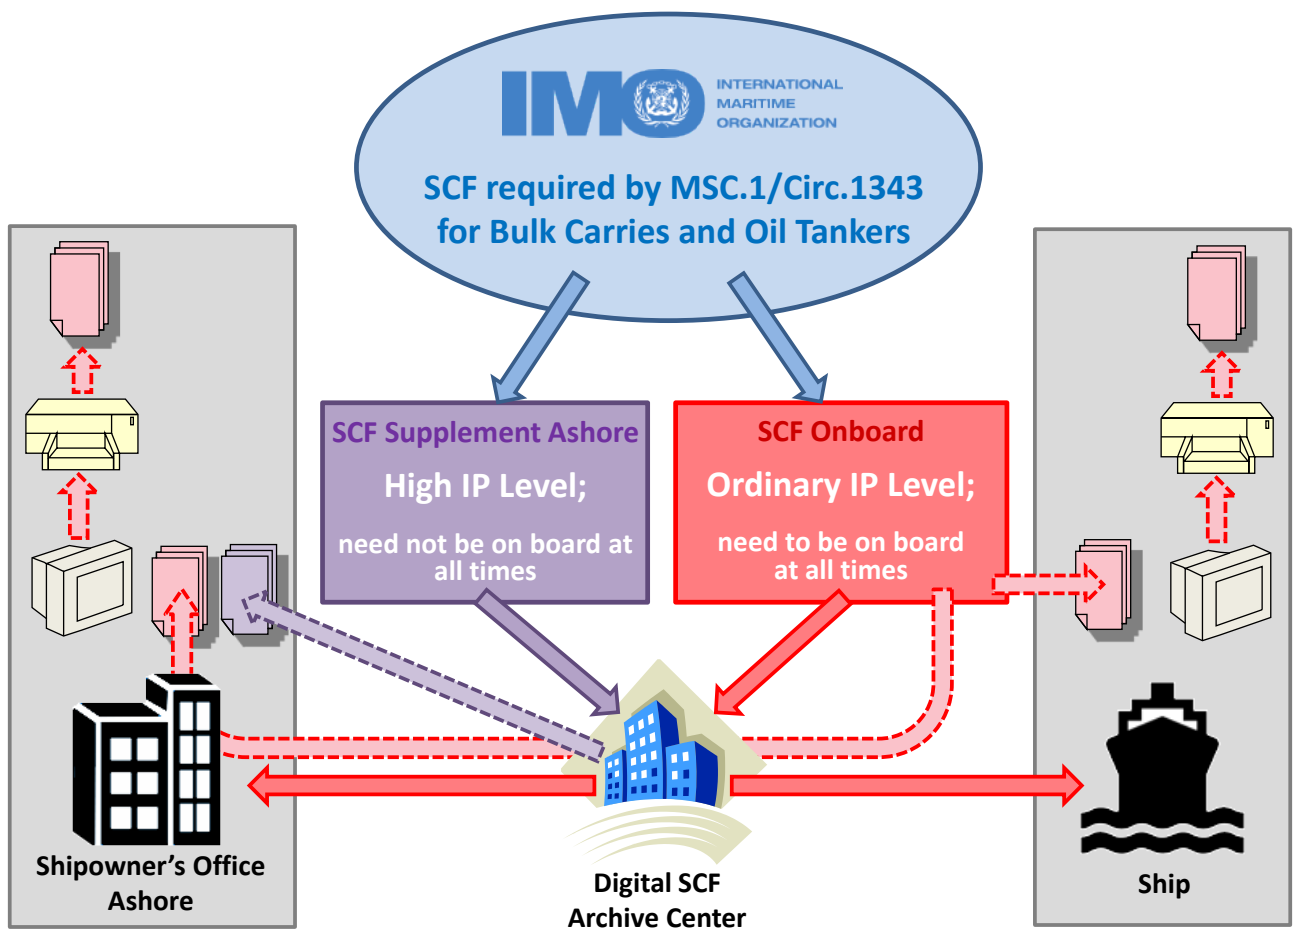 IMO
INTERNATIONAL
MARITIME
ORGANIZATION
SCF required by MSC.1/Circ.1343
for Bulk Carries and Oil Tankers
SCF Supplement Ashore
High IP Level;
need not be on board at
all times
SCF Onboard
Ordinary IP Level;
need to be on board
at all times
Shipowner's Office
Ashore
Digital SCF
Archive Center
Ship